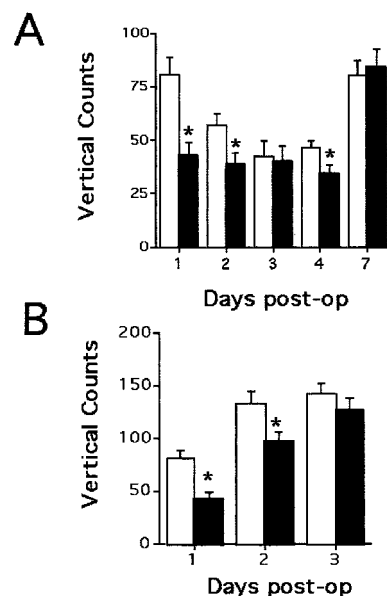 A
Vertical Counts
100
75
50
25
0
* * *
1 2 3 4 7
Days post-op
B
Vertical Counts
200
150
100
50
0
* *
1 2 3
Days post-op